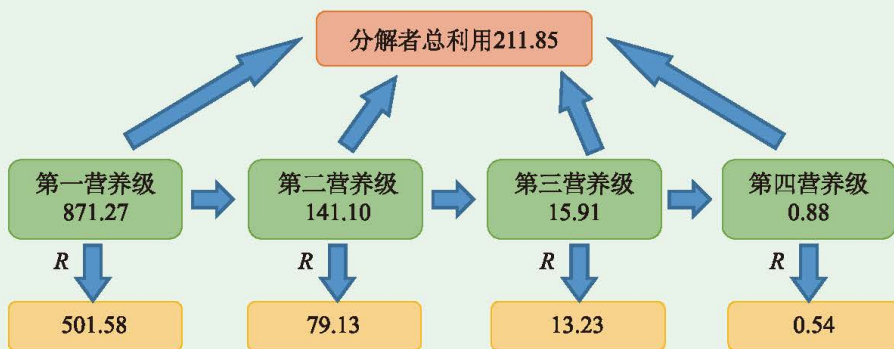 分解者总利用211.85
第一营养级
871.27
第二营养级
141.10
第三营养级
15.91
第四营养级
0.88
R
R
R
R
501.58
79.13
13.23
0.54